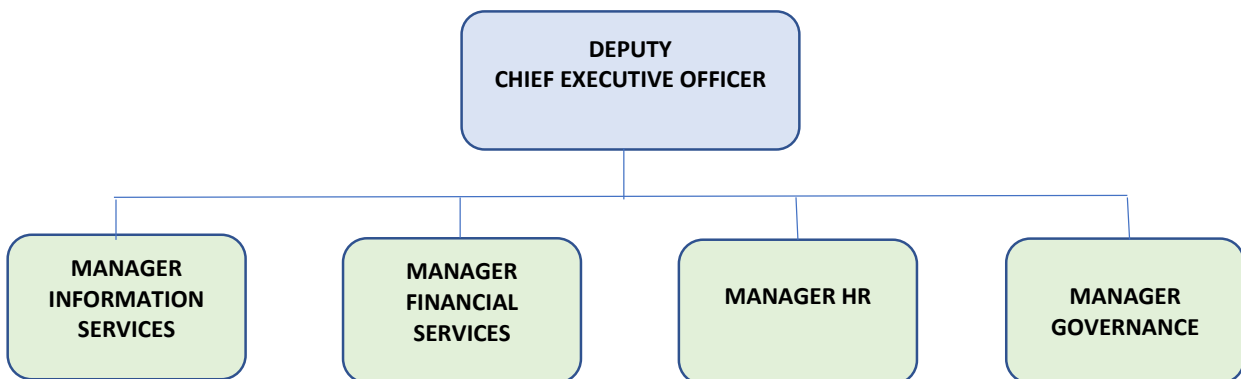 DEPUTY
CHIEF EXECUTIVE OFFICER
MANAGER
INFORMATION
SERVICES
MANAGER
FINANCIAL
SERVICES
MANAGER HR
MANAGER
GOVERNANCE